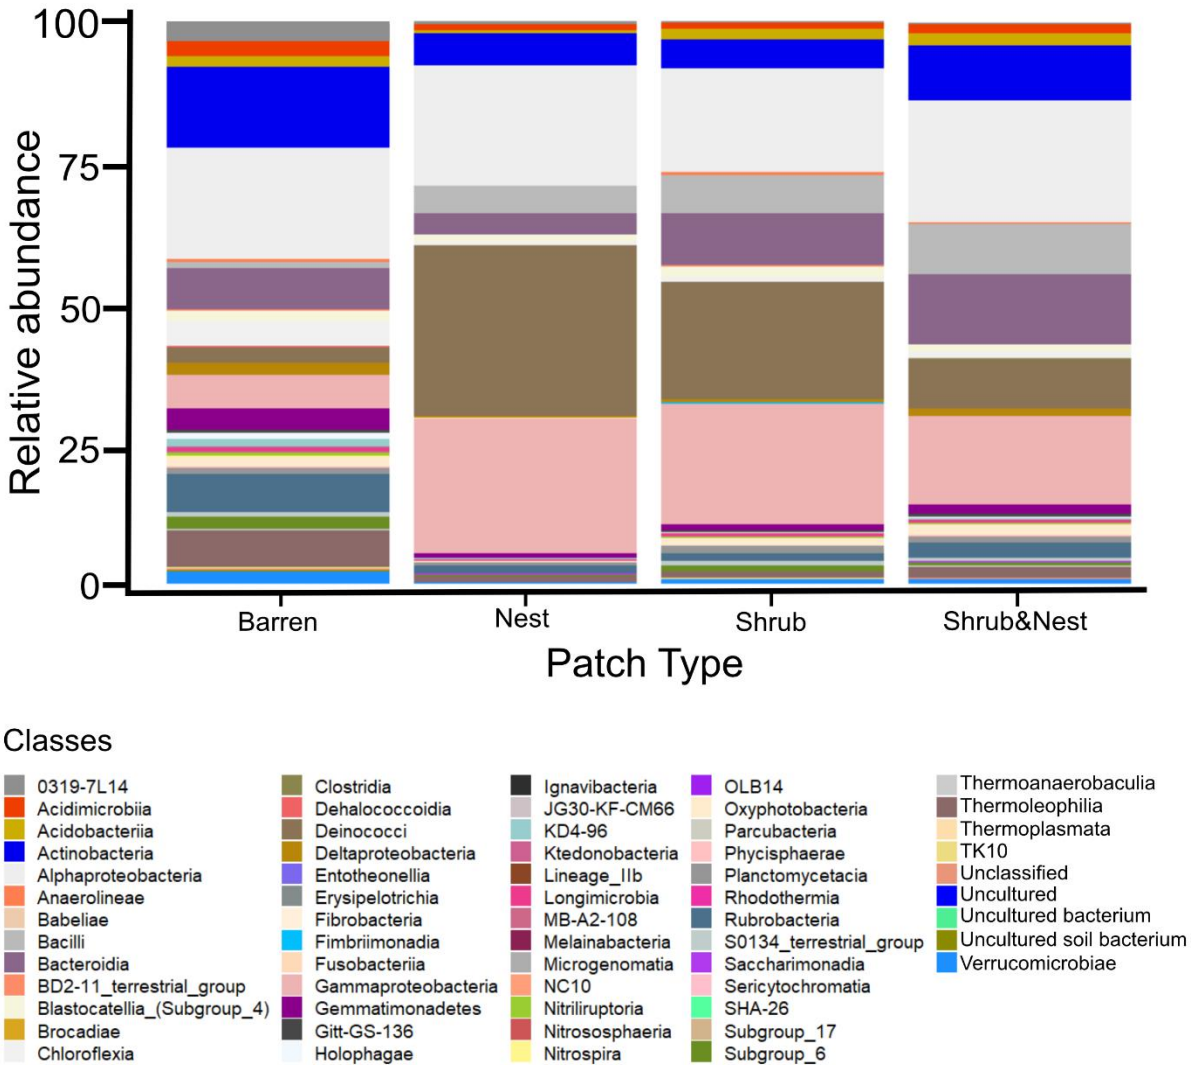 100
75
50
25
0
Relative abundance
Barren
Nest
Shrub
Shrub&Nest
Patch Type
Classes
0319-7L14
Acidimicrobiia
Acidobacteriia
Actinobacteria
Alphaproteobacteria
Anaerolineae
Babeliae
Bacilli
Bacteroidia
BD2-11_terrestrial_group
Blastocatellia_(Subgroup_4)
Brocadiae
Chloroflexia
Clostridia
Dehalococcoidia
Deinococci
Deltaproteobacteria
Entotheonellia
Erysipelotrichia
Fibrobacteria
Fimbriimonadia
Fusobacteriia
Gammaproteobacteria
Gemmatimonadetes
Gitt-GS-136
Holophagae
Ignavibacteria
JG30-KF-CM66
KD4-96
Ktedonobacteria
Lineage_IIb
Longimicrobia
MB-A2-108
Melainabacteria
Microgenomatia
NC10
Nitriliruptoria
Nitrososphaeria
Nitrospira
OLB14
Oxyphotobacteria
Parcubacteria
Phycisphaerae
Planctomycetacia
Rhodothermia
Rubrobacteria
S0134_terrestrial_group
Saccharimonadia
Sericytochromatia
SHA-26
Subgroup_17
Subgroup_6
Thermoanaerobaculia
Thermoleophilia
Thermoplasmata
TK10
Unclassified
Uncultured
Uncultured bacterium
Uncultured soil bacterium
Verrucomicrobiae